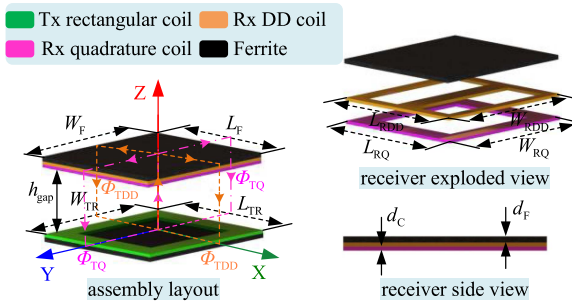 Tx rectangular coil
Rx DD coil
Rx quadrature coil
Ferrite
Z
W_F
L_F
h_gap
Φ_TDD
Φ_TQ
W_TR
L_TR
Φ_TQ
Φ_TDD
Y
X
assembly layout
L_RDD
W_RDD
L_RQ
W_RQ
receiver exploded view
d_C
d_F
receiver side view